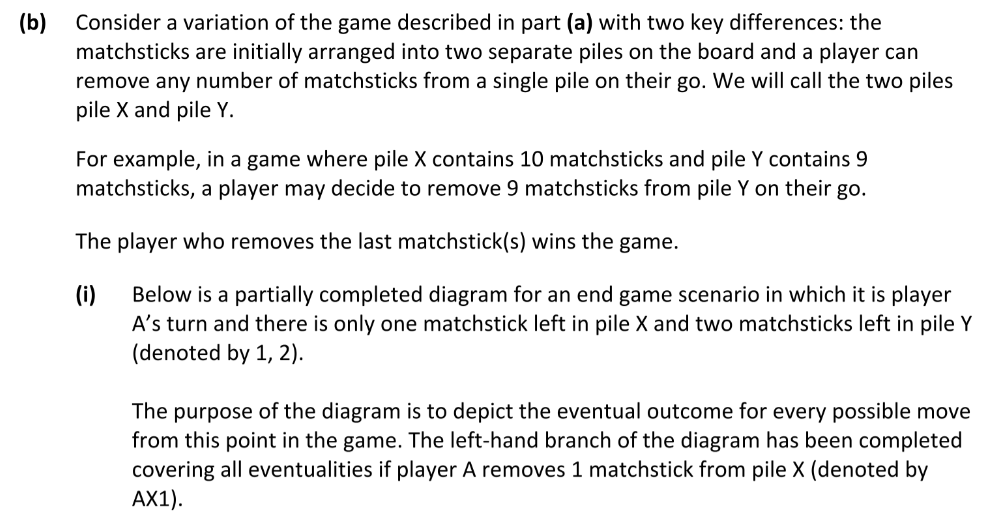 (b) Consider a variation of the game described in part (a) with two key differences: the
matchsticks are initially arranged into two separate piles on the board and a player can
remove any number of matchsticks from a single pile on their go. We will call the two piles
pile X and pile Y.
For example, in a game where pile X contains 10 matchsticks and pile Y contains 9
matchsticks, a player may decide to remove 9 matchsticks from pile Y on their go.
The player who removes the last matchstick(s) wins the game.
(i) Below is a partially completed diagram for an end game scenario in which it is player
A’s turn and there is only one matchstick left in pile X and two matchsticks left in pile Y
(denoted by 1, 2).
The purpose of the diagram is to depict the eventual outcome for every possible move
from this point in the game. The left-hand branch of the diagram has been completed
covering all eventualities if player A removes 1 matchstick from pile X (denoted by
AX1).